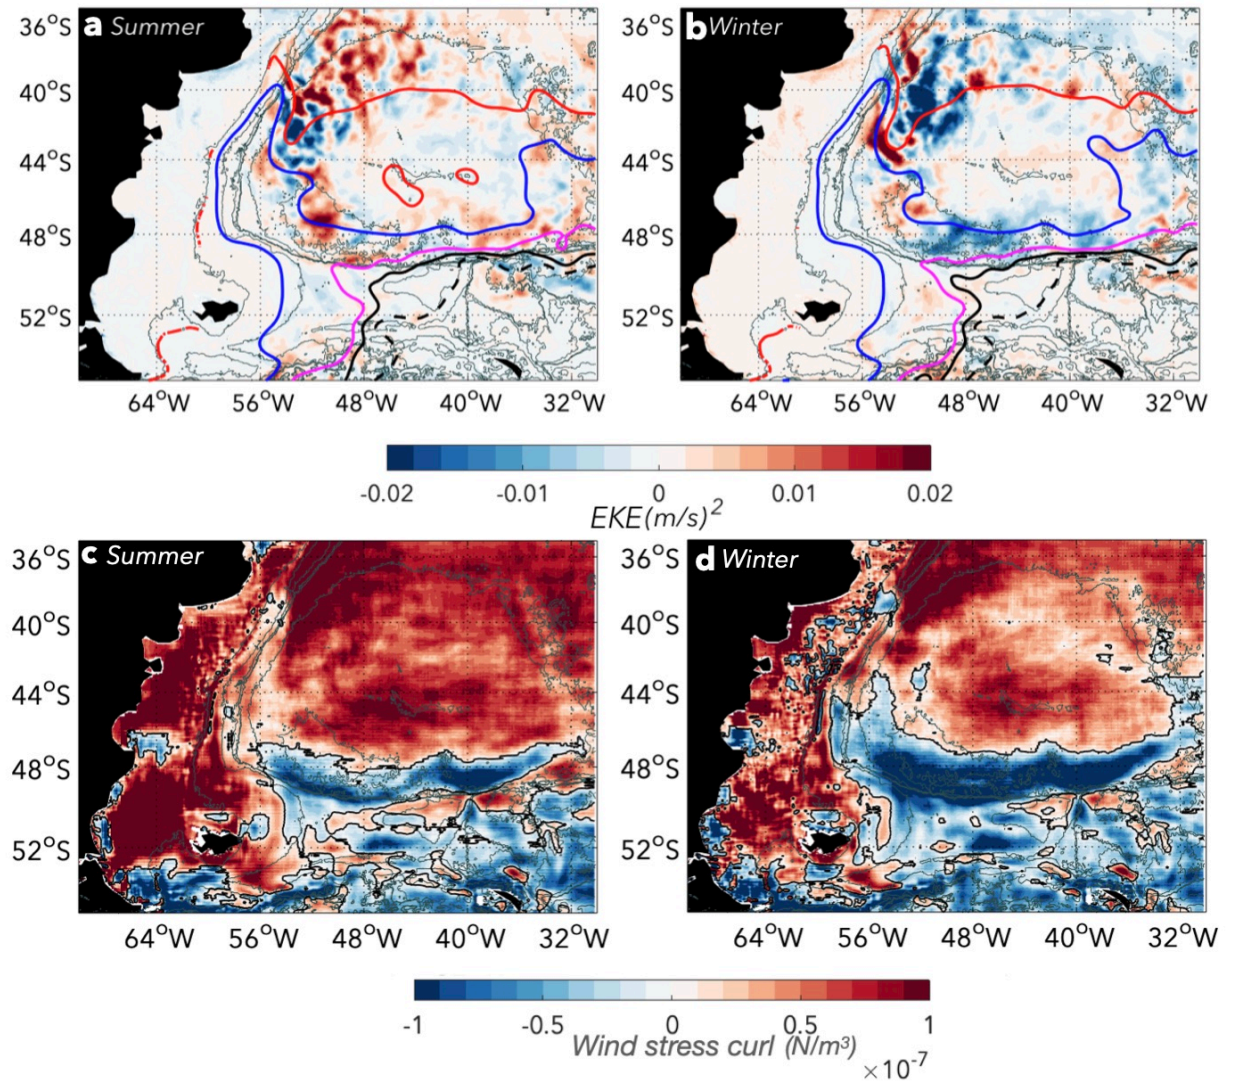 a Summer
b Winter
36°S
40°S
44°S
48°S
52°S
36°S
40°S
44°S
48°S
52°S
64°W 56°W 48°W 40°W 32°W
64°W 56°W 48°W 40°W 32°W
-0.02 -0.01 0 0.01 0.02
EKE(m/s)²
c Summer
d Winter
36°S
40°S
44°S
48°S
52°S
36°S
40°S
44°S
48°S
52°S
64°W 56°W 48°W 40°W 32°W
64°W 56°W 48°W 40°W 32°W
-1 -0.5 0 0.5 1
Wind stress curl (N/m³)
×10⁻⁷